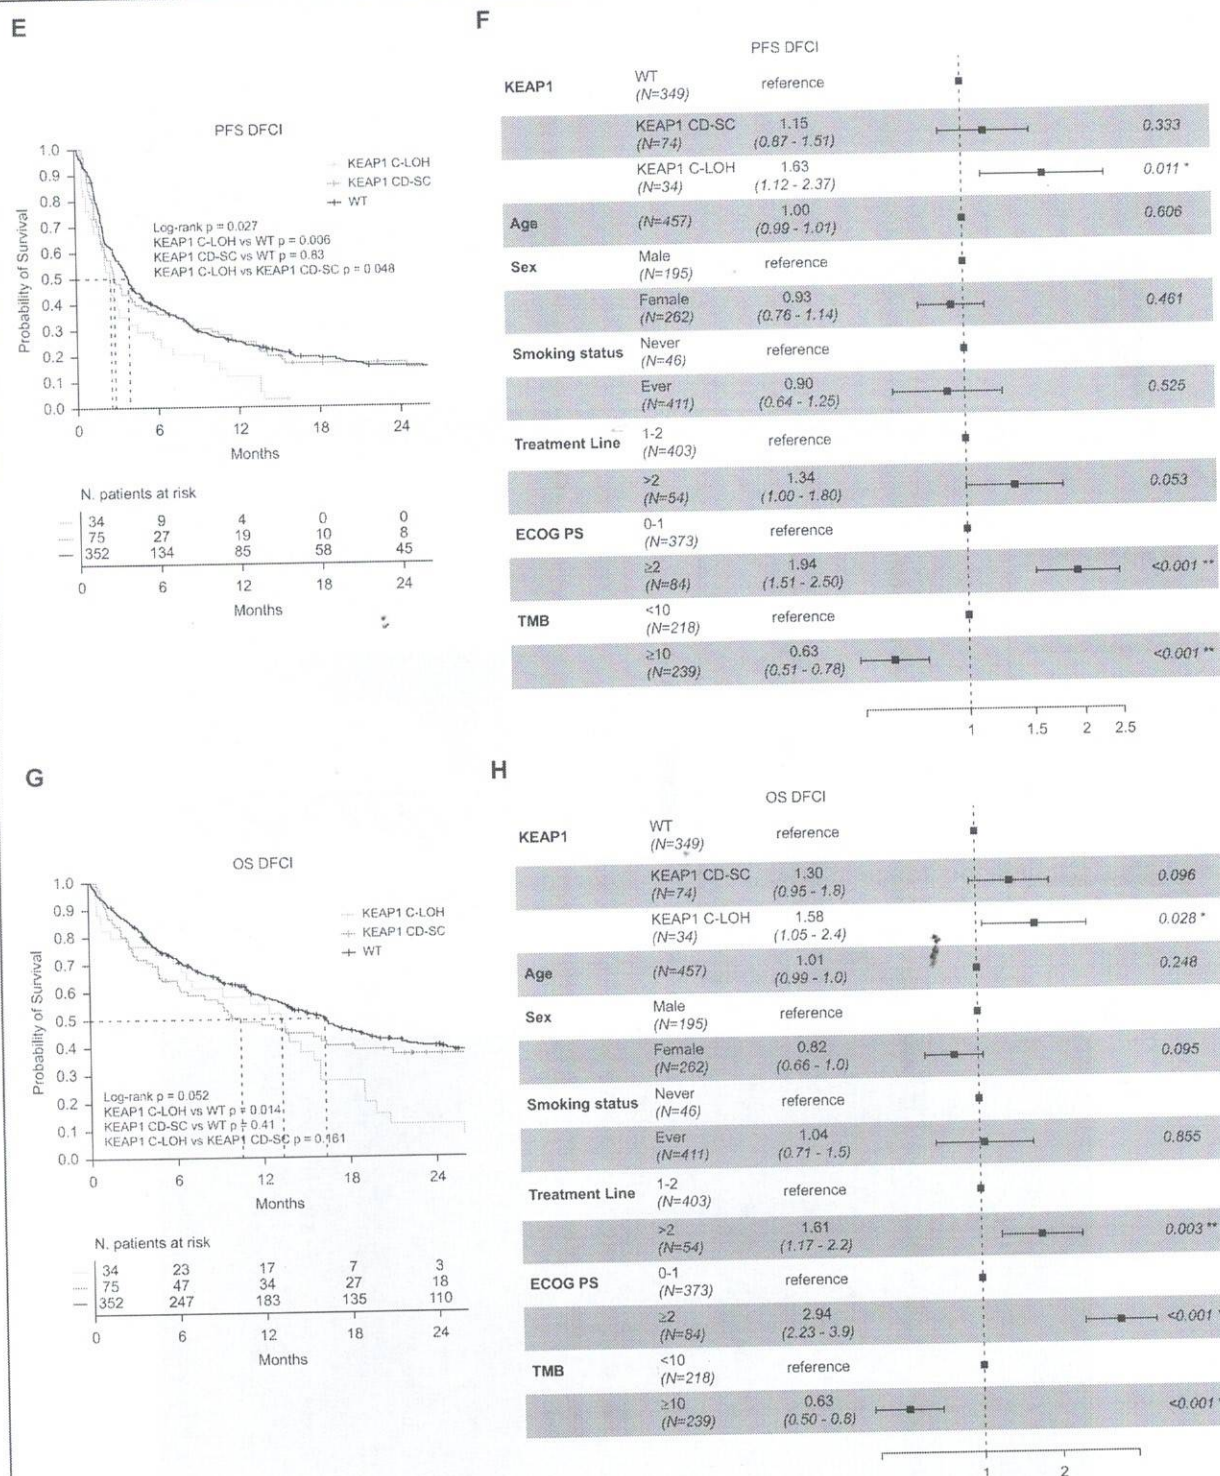 E
PFS DFCI
1.0
0.9
0.8
0.7
0.6
0.5
0.4
0.3
0.2
0.1
0.0
Probability of Survival
KEAP1 C-LOH
KEAP1 CD-SC
WT
Log-rank p = 0.027
KEAP1 C-LOH vs WT p = 0.006
KEAP1 CD-SC vs WT p = 0.83
KEAP1 C-LOH vs KEAP1 CD-SC p = 0.048
0 6 12 18 24
Months
N. patients at risk
34 9 4 0 0
75 27 19 10 8
352 134 85 58 45
0 6 12 18 24
Months
F
PFS DFCI
KEAP1 WT reference
(N=349)
KEAP1 CD-SC 1.15 0.333
(N=74) (0.87 - 1.51)
KEAP1 C-LOH 1.63 0.011 *
(N=34) (1.12 - 2.37)
Age (N=457) 1.00 0.606
(0.99 - 1.01)
Sex Male reference
(N=195)
Female 0.93 0.461
(N=262) (0.76 - 1.14)
Smoking status Never reference
(N=46)
Ever 0.90 0.525
(N=411) (0.64 - 1.25)
Treatment Line 1-2 reference
(N=403)
>2 1.34 0.053
(N=54) (1.00 - 1.80)
ECOG PS 0-1 reference
(N=373)
≥2 1.94 <0.001 **
(N=84) (1.51 - 2.50)
TMB <10 reference
(N=218)
≥10 0.63 <0.001 **
(N=239) (0.51 - 0.78)
1 1.5 2 2.5
G
OS DFCI
1.0
0.9
0.8
0.7
0.6
0.5
0.4
0.3
0.2
0.1
0.0
Probability of Survival
KEAP1 C-LOH
KEAP1 CD-SC
WT
Log-rank p = 0.052
KEAP1 C-LOH vs WT p = 0.014
KEAP1 CD-SC vs WT p = 0.41
KEAP1 C-LOH vs KEAP1 CD-SC p = 0.161
0 6 12 18 24
Months
N. patients at risk
34 23 17 7 3
75 47 34 27 18
352 247 183 135 110
0 6 12 18 24
Months
H
OS DFCI
KEAP1 WT reference
(N=349)
KEAP1 CD-SC 1.30 0.096
(N=74) (0.95 - 1.8)
KEAP1 C-LOH 1.58 0.028 *
(N=34) (1.05 - 2.4)
Age (N=457) 1.01 0.248
(0.99 - 1.0)
Sex Male reference
(N=195)
Female 0.82 0.095
(N=262) (0.66 - 1.0)
Smoking status Never reference
(N=46)
Ever 1.04 0.855
(N=411) (0.71 - 1.5)
Treatment Line 1-2 reference
(N=403)
>2 1.61 0.003 **
(N=54) (1.17 - 2.2)
ECOG PS 0-1 reference
(N=373)
≥2 2.94 <0.001
(N=84) (2.23 - 3.9)
TMB <10 reference
(N=218)
≥10 0.63 <0.001
(N=239) (0.50 - 0.8)
1 2